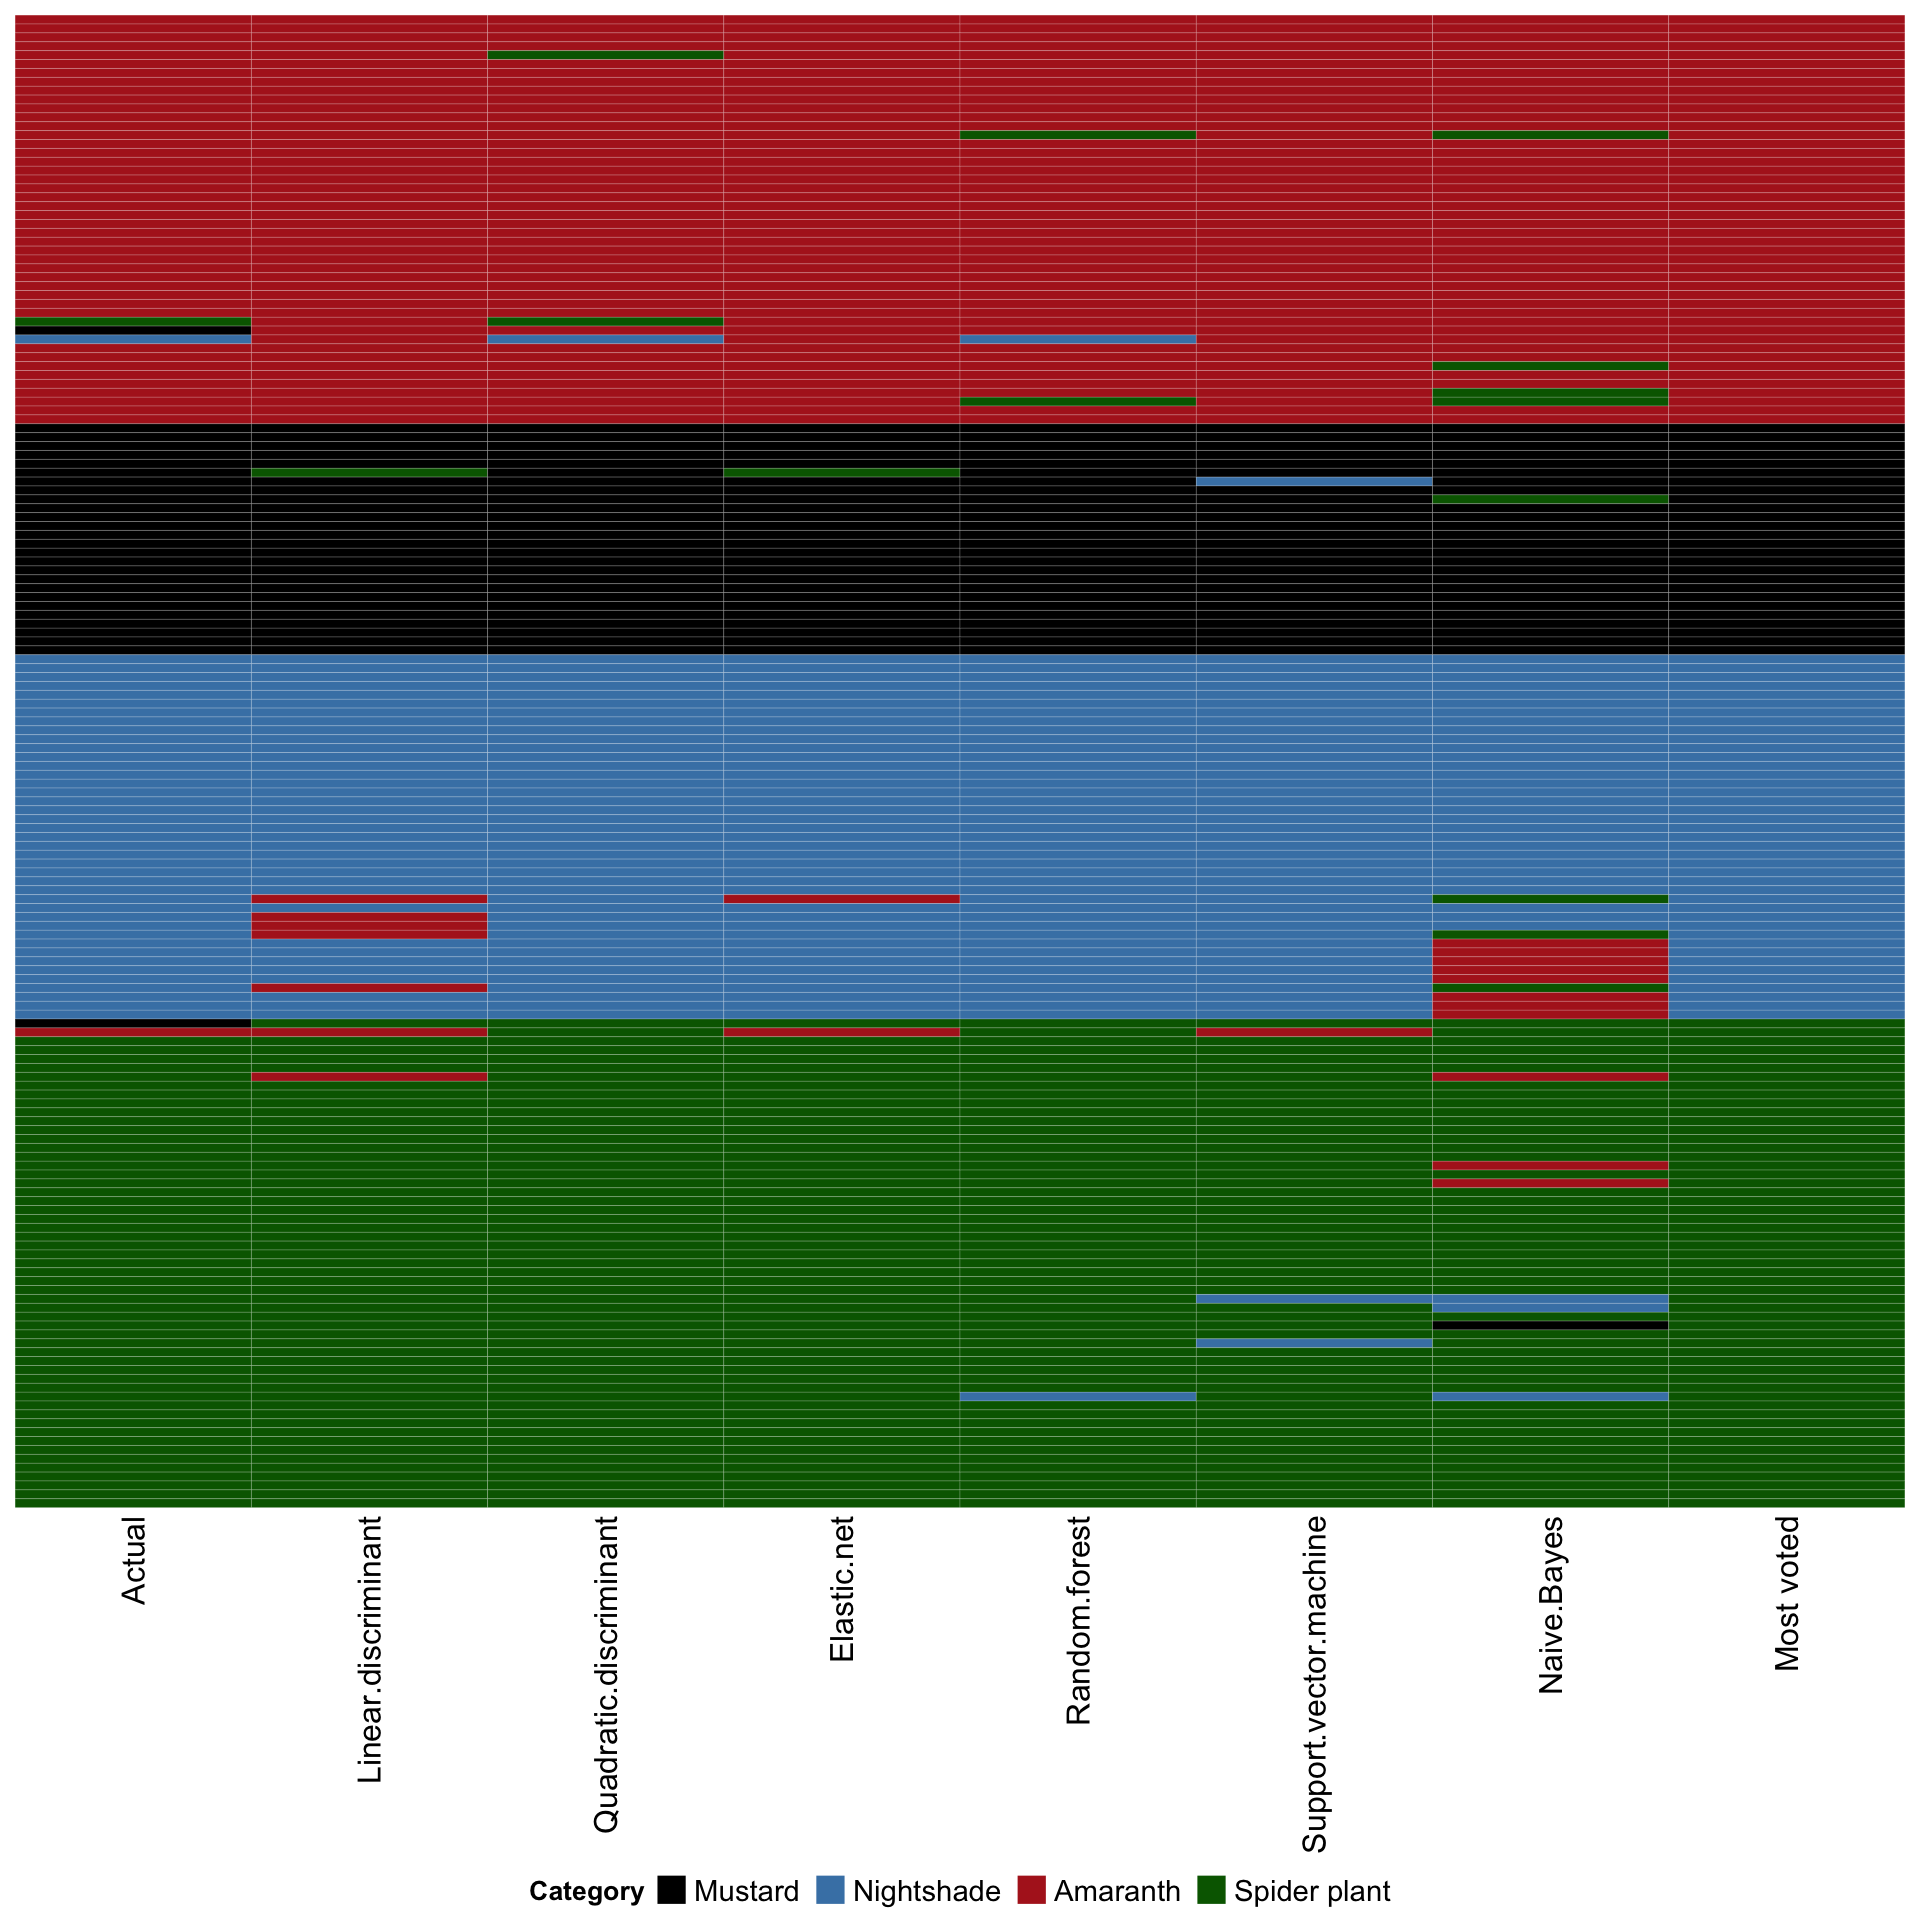 Actual
Linear.discriminant
Quadratic.discriminant
Elastic.net
Random.forest
Support.vector.machine
Naive.Bayes
Most voted
Category Mustard Nightshade Amaranth Spider plant